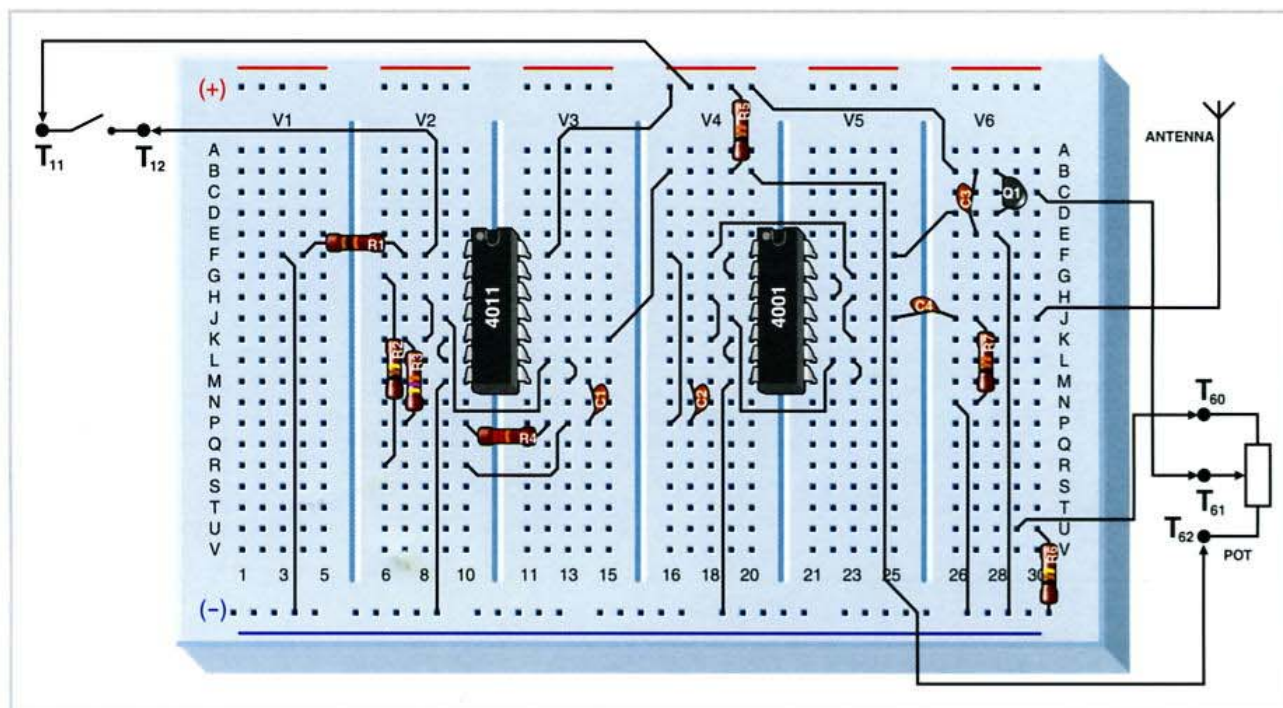 (+)
V1 V2 V3 V4 V5 V6
R5
ANTENNA
T11 T12
A A
B B
C C3 Q1 C
D D
E E
F R1 F
G G
H C4 H
J 4011 4001 J
K R2 R3 R7 K
L L
M M
N C1 C2 N
T60
P P
Q R4 Q
R R
S S
T61
T T
U U
T62
V V
POT
R6
1 3 5 6 8 10 11 13 15 16 18 20 21 23 25 26 28 30
(-)